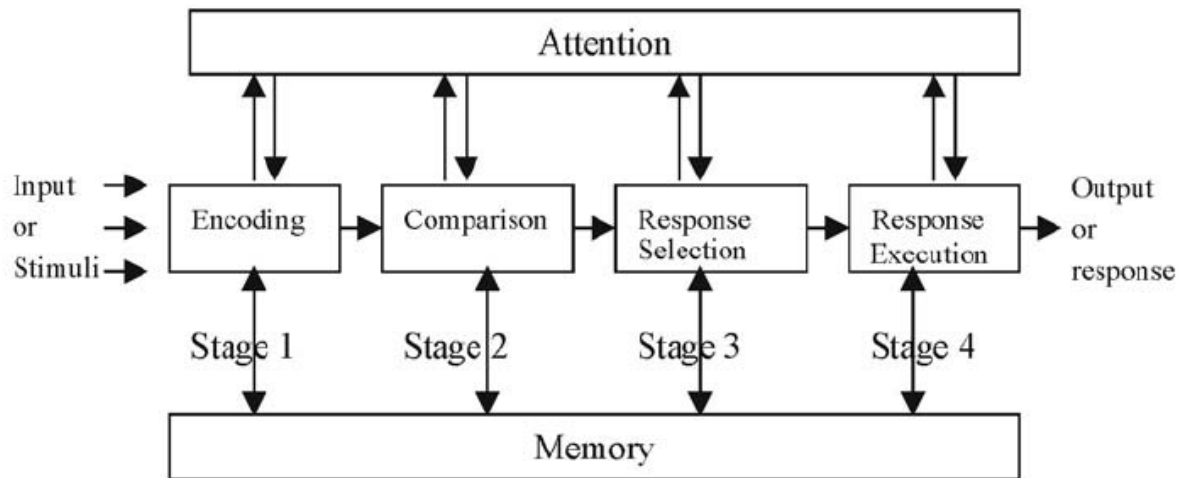 Attention
Input
or
Stimuli
Encoding
Comparison
Response
Selection
Response
Execution
Output
or
response
Stage 1
Stage 2
Stage 3
Stage 4
Memory